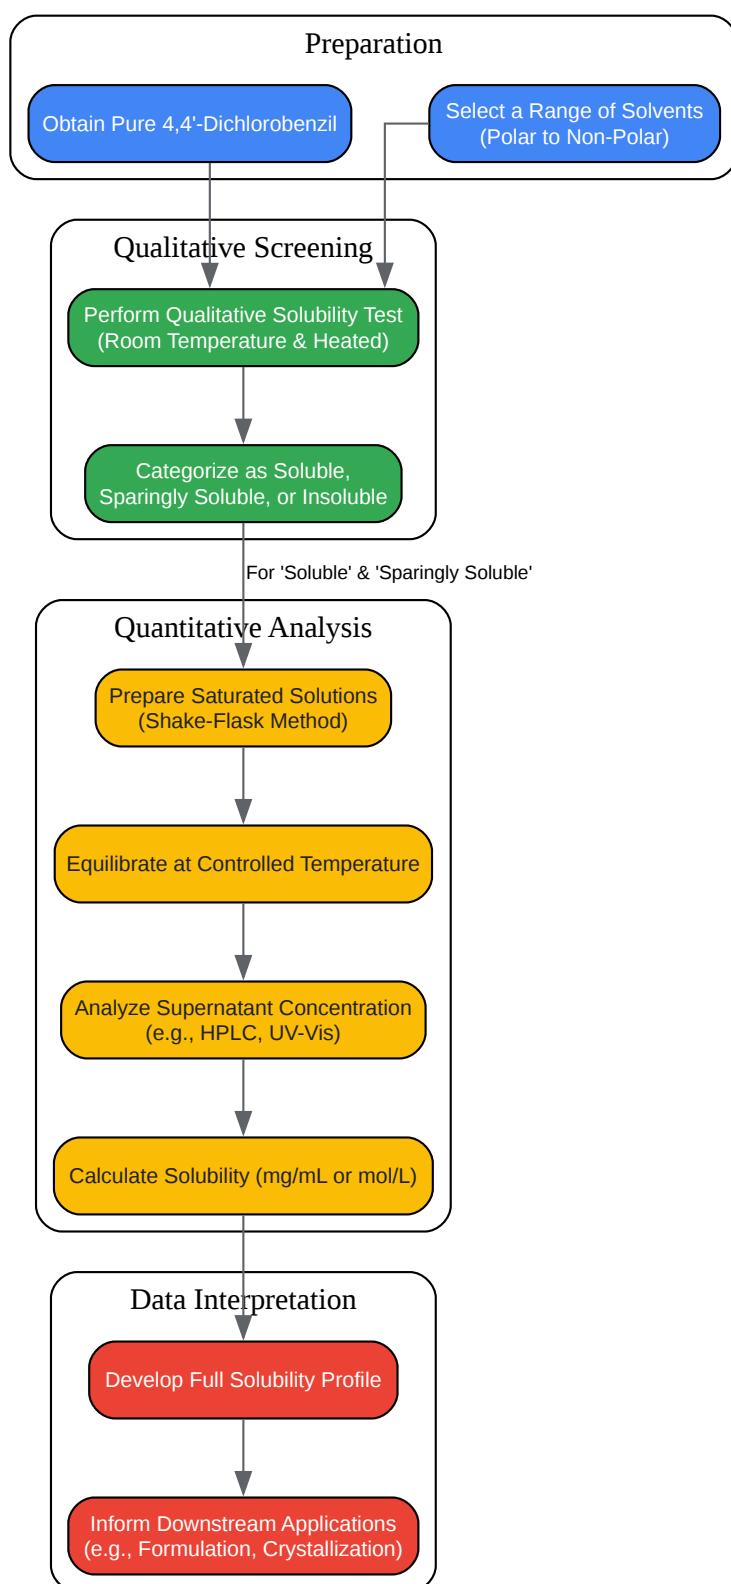 Preparation
Obtain Pure 4,4'-Dichlorobenzil
Select a Range of Solvents
(Polar to Non-Polar)
Qualitative Screening
Perform Qualitative Solubility Test
(Room Temperature & Heated)
Categorize as Soluble,
Sparingly Soluble, or Insoluble
For 'Soluble' & 'Sparingly Soluble'
Quantitative Analysis
Prepare Saturated Solutions
(Shake-Flask Method)
Equilibrate at Controlled Temperature
Analyze Supernatant Concentration
(e.g., HPLC, UV-Vis)
Calculate Solubility (mg/mL or mol/L)
Data Interpretation
Develop Full Solubility Profile
Inform Downstream Applications
(e.g., Formulation, Crystallization)